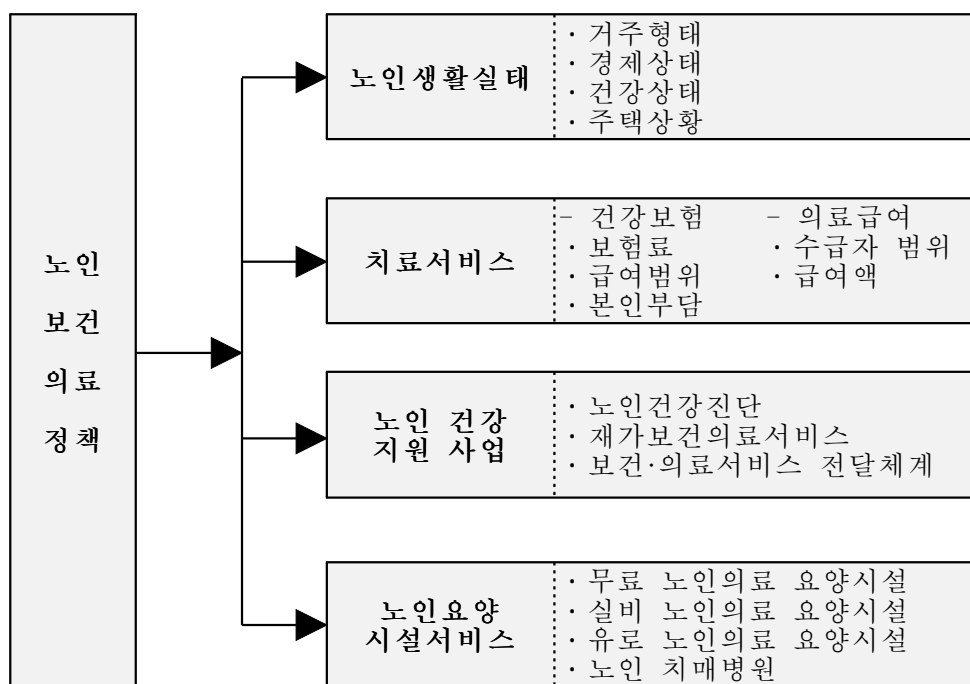 노인
보건
의료
정책
노인생활실태
· 거주형태
· 경제상태
· 건강상태
· 주택상황
치료서비스
- 건강보험
· 보험료
· 급여범위
· 본인부담
- 의료급여
· 수급자 범위
· 급여액
노인 건강
지원 사업
· 노인건강진단
· 재가보건의료서비스
· 보건·의료서비스 전달체계
노인요양
시설서비스
· 무료 노인의료 요양시설
· 실비 노인의료 요양시설
· 유로 노인의료 요양시설
· 노인 치매병원